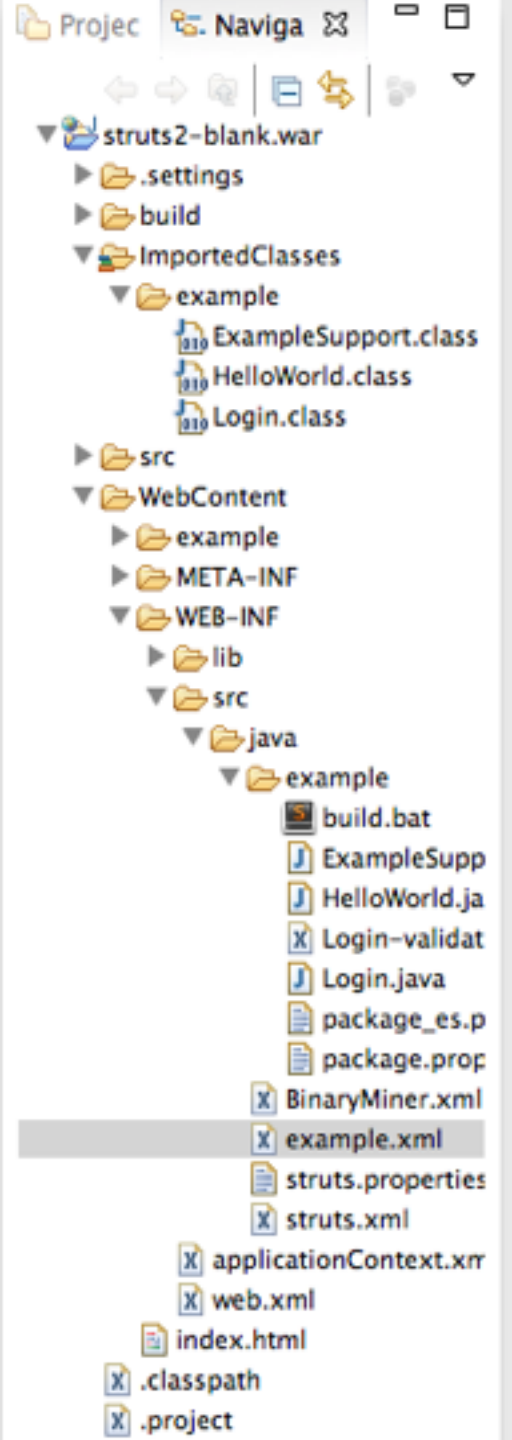 Projec Naviga
struts2-blank.war
.settings
build
ImportedClasses
example
ExampleSupport.class
HelloWorld.class
Login.class
src
WebContent
example
META-INF
WEB-INF
lib
src
java
example
build.bat
ExampleSupp
HelloWorld.ja
Login-validat
Login.java
package_es.p
package.prop
BinaryMiner.xml
example.xml
struts.properties
struts.xml
applicationContext.xm
web.xml
index.html
.classpath
.project